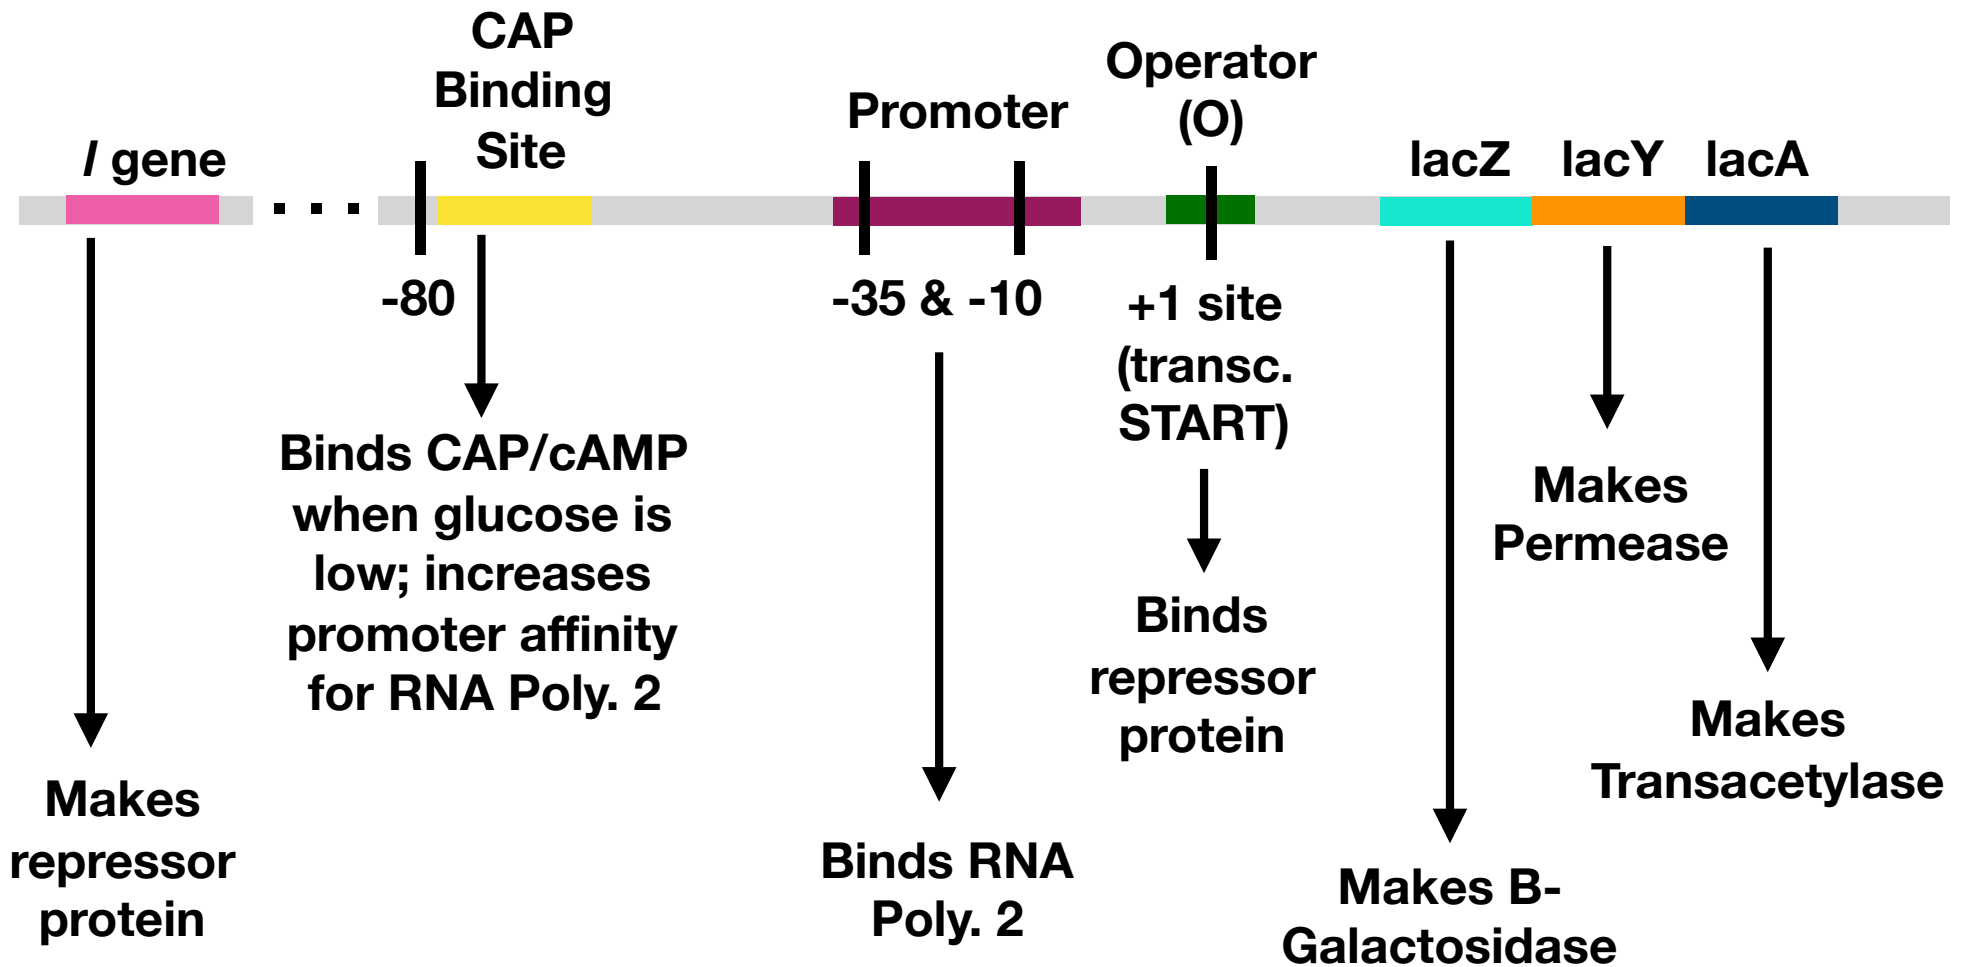 I gene
CAP
Binding
Site
Promoter
Operator
(O)
lacZ
lacY
lacA
-80
-35 & -10
+1 site
(transc.
START)
Makes
repressor
protein
Binds CAP/cAMP
when glucose is
low; increases
promoter affinity
for RNA Poly. 2
Binds RNA
Poly. 2
Binds
repressor
protein
Makes B-
Galactosidase
Makes
Permease
Makes
Transacetylase